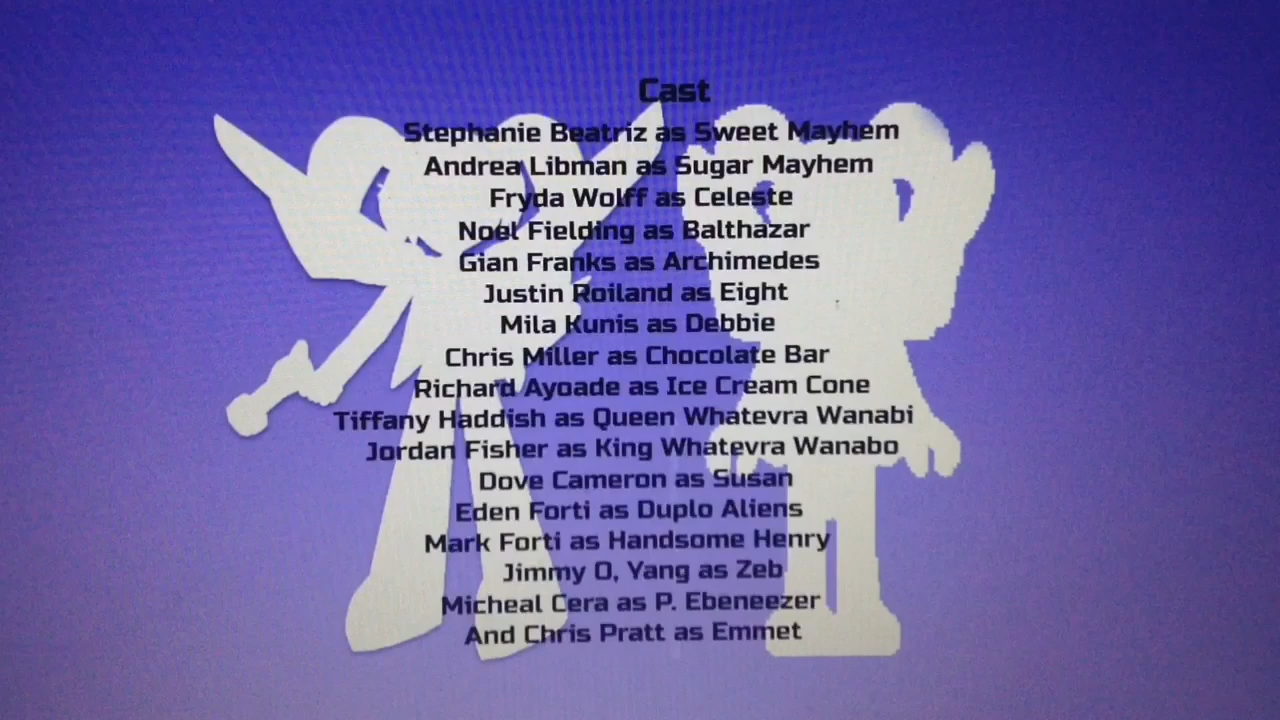 Cast
Stephanie Beatriz as Sweet Mayhem
Andrea Libman as Sugar Mayhem
Fryda Wolff as Celeste
Noel Fielding as Balthazar
Gian Franks as Archimedes
Justin Roiland as Eight
Mila Kunis as Debbie
Chris Miller as Chocolate Bar
Richard Ayoade as Ice Cream Cone
Tiffany Haddish as Queen Whatevra Wanabi
Jordan Fisher as King Whatevra Wanabo
Dove Cameron as Susan
Eden Forti as Duplo Aliens
Mark Forti as Handsome Henry
Jimmy O, Yang as Zeb
Micheal Cera as P. Ebeneezer
And Chris Pratt as Emmet